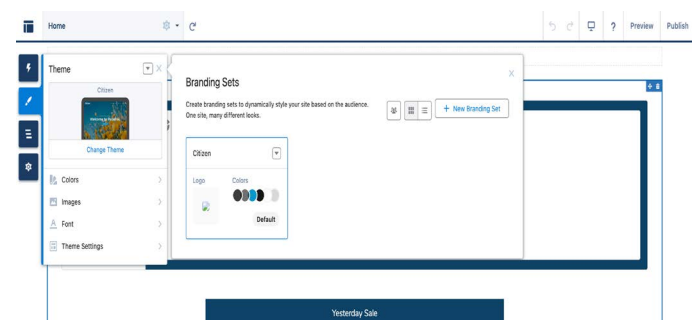 Home
? Preview Publish
Theme X
Citizen
Change Theme
Colors
Images
Font
Theme Settings
Branding Sets X
Create branding sets to dynamically style your site based on the audience.
One site, many different looks.
+ New Branding Set
Citizen
Logo Colors
Default
Yesterday Sale